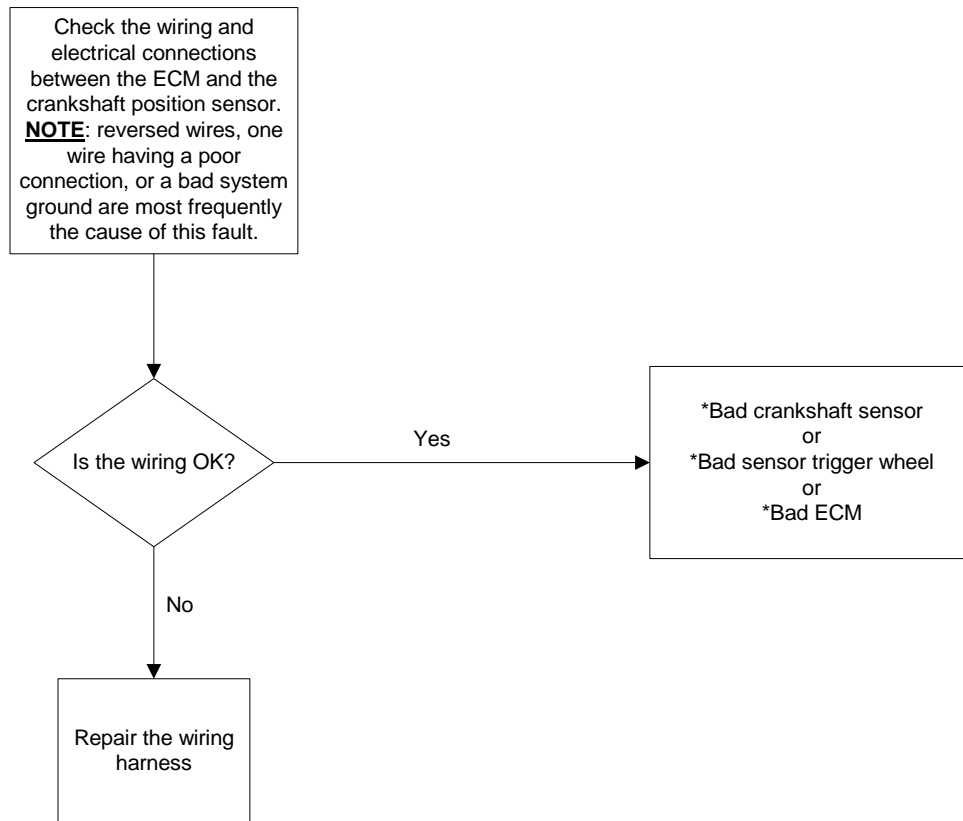 Check the wiring and
electrical connections
between the ECM and the
crankshaft position sensor.
NOTE: reversed wires, one
wire having a poor
connection, or a bad system
ground are most frequently
the cause of this fault.
Is the wiring OK?
Yes
*Bad crankshaft sensor
or
*Bad sensor trigger wheel
or
*Bad ECM
No
Repair the wiring
harness